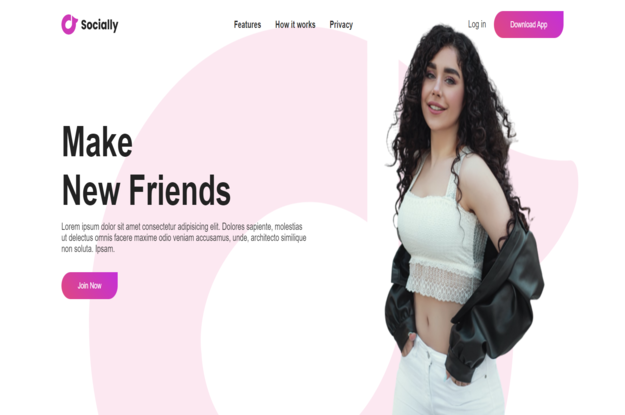 Socially
Features How it works Privacy
Log in Download App
Make
New Friends
Lorem ipsum dolor sit amet consectetur adipisicing elit. Dolores sapiente, molestias
ut delectus omnis facere maxime odio veniam accusamus, unde, architecto similique
non soluta. Ipsam.
Join Now